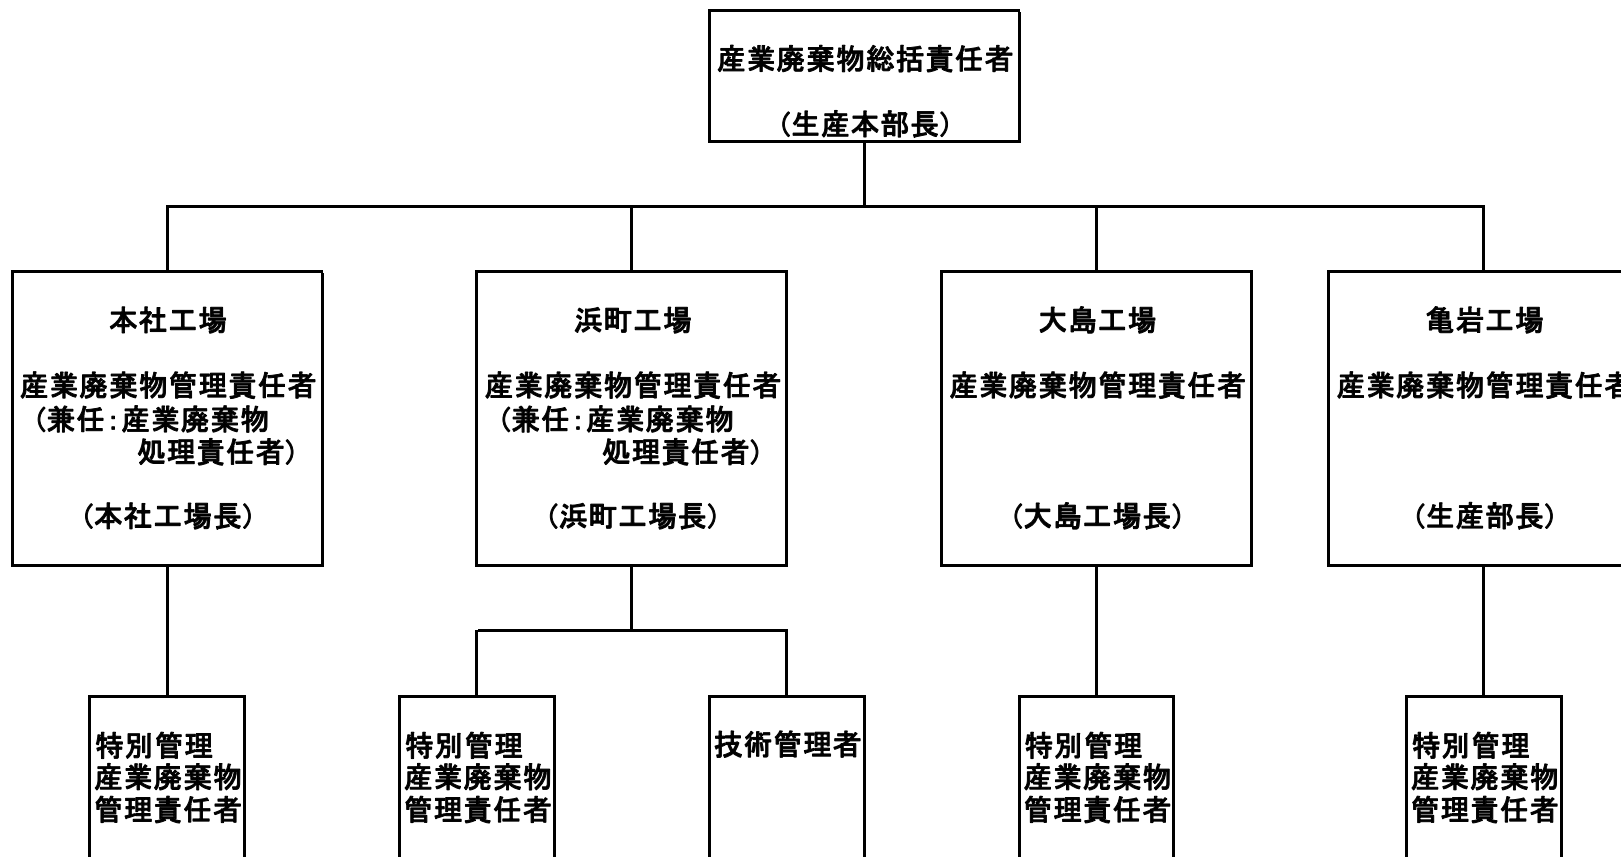 産業廃棄物総括責任者
（生産本部長）
本社工場
産業廃棄物管理責任者
（兼任：産業廃棄物
処理責任者）
（本社工場長）
浜町工場
産業廃棄物管理責任者
（兼任：産業廃棄物
処理責任者）
（浜町工場長）
大島工場
産業廃棄物管理責任者
（大島工場長）
亀岩工場
産業廃棄物管理責任者
（生産部長）
特別管理
産業廃棄物
管理責任者
特別管理
産業廃棄物
管理責任者
技術管理者
特別管理
産業廃棄物
管理責任者
特別管理
産業廃棄物
管理責任者